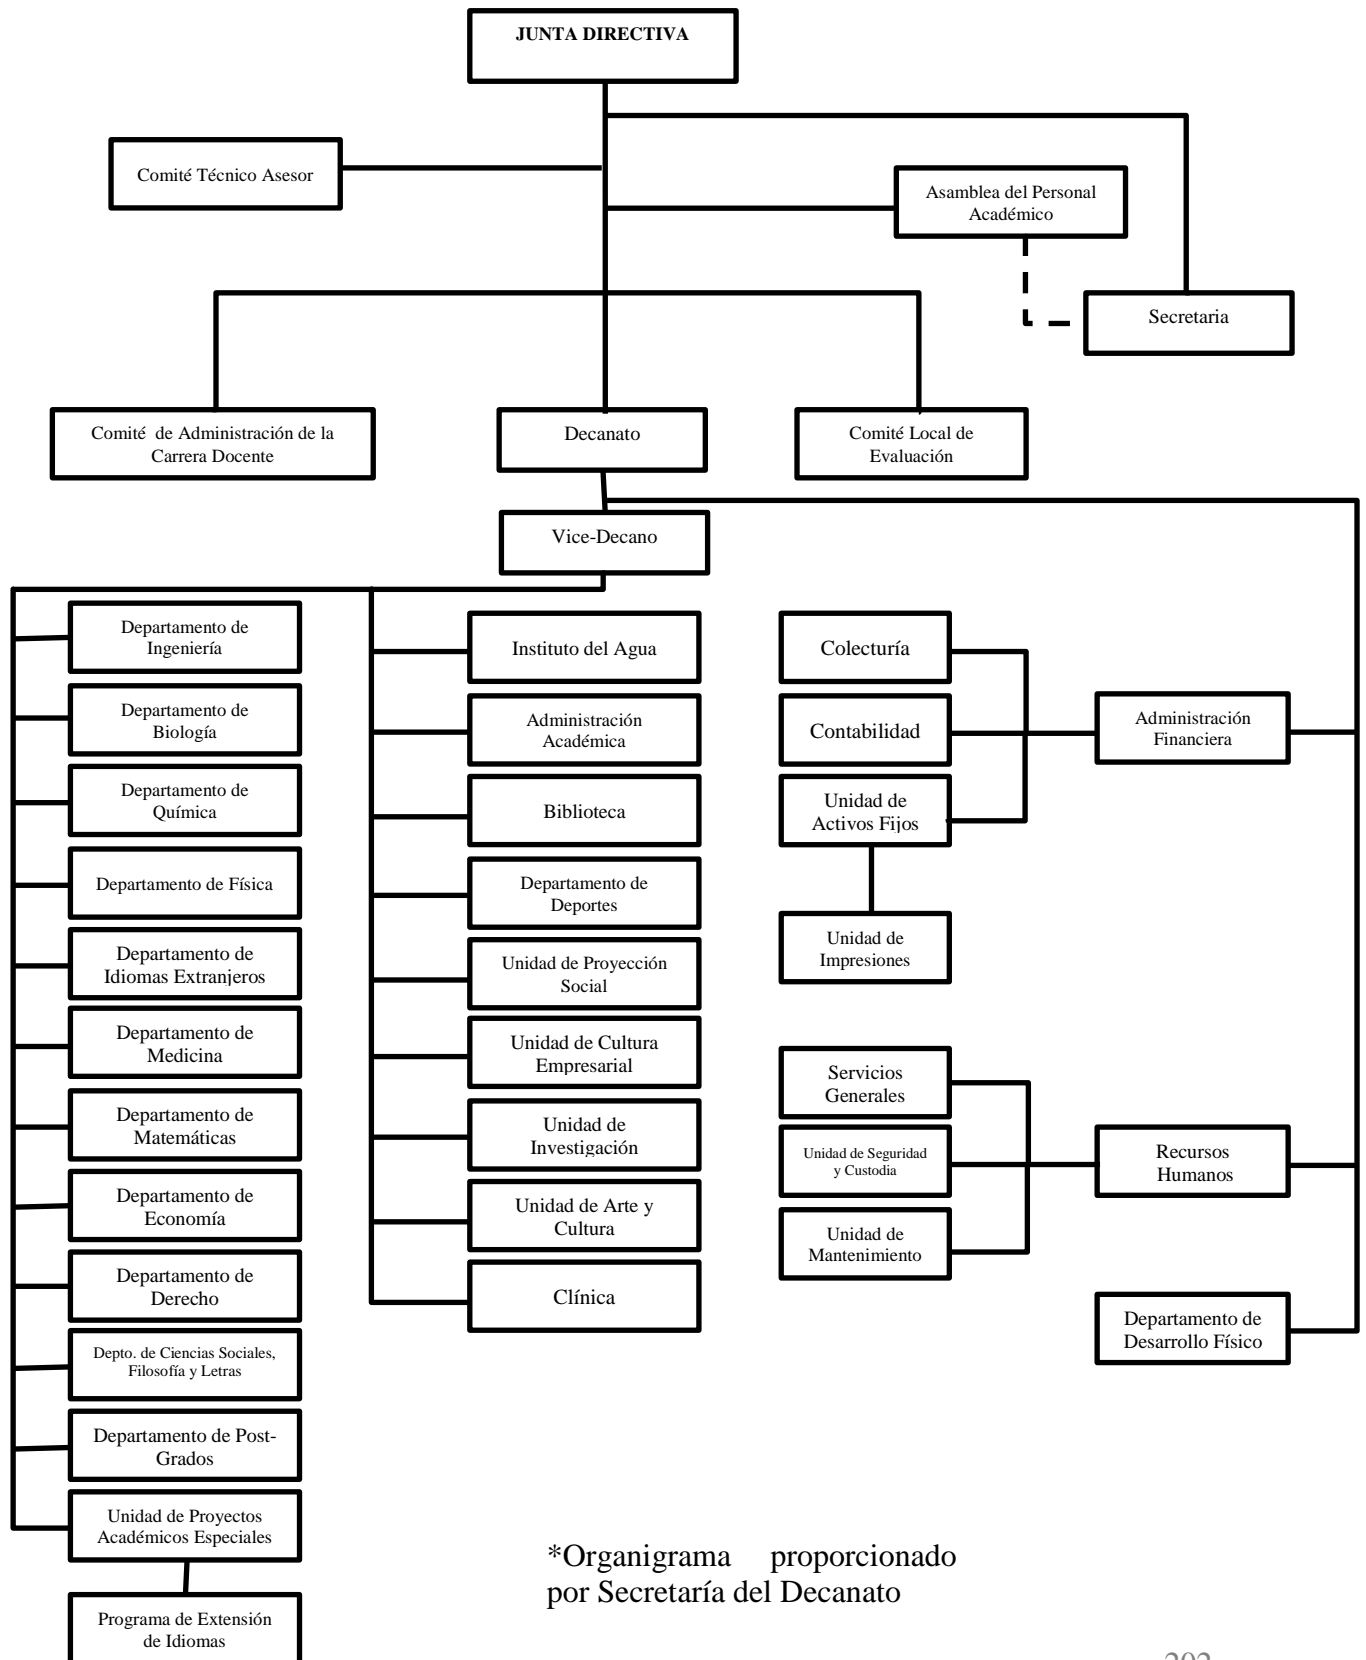 JUNTA DIRECTIVA
Comité Técnico Asesor
Asamblea del Personal
Académico
Secretaria
Comité de Administración de la
Carrera Docente
Decanato
Comité Local de
Evaluación
Vice-Decano
Departamento de
Ingeniería
Departamento de
Biología
Departamento de
Química
Departamento de Física
Departamento de
Idiomas Extranjeros
Departamento de
Medicina
Departamento de
Matemáticas
Departamento de
Economía
Departamento de
Derecho
Depto. de Ciencias Sociales,
Filosofía y Letras
Departamento de Post-
Grados
Unidad de Proyectos
Académicos Especiales
Programa de Extensión
de Idiomas
Instituto del Agua
Administración
Académica
Biblioteca
Departamento de
Deportes
Unidad de Proyección
Social
Unidad de Cultura
Empresarial
Unidad de
Investigación
Unidad de Arte y
Cultura
Clínica
Colecturía
Contabilidad
Unidad de
Activos Fijos
Unidad de
Impresiones
Servicios
Generales
Unidad de Seguridad
y Custodia
Unidad de
Mantenimiento
Administración
Financiera
Recursos
Humanos
Departamento de
Desarrollo Físico
*Organigrama proporcionado
por Secretaría del Decanato
202